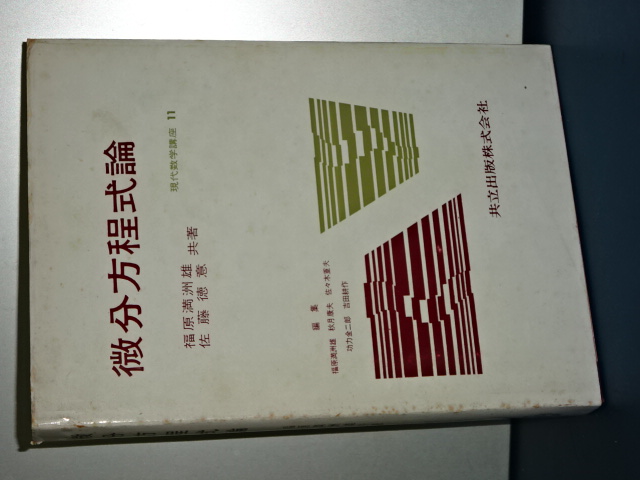 微分方程式論
現代数学講座 11
福原満洲雄
佐藤徳意 共著
編集
福原満洲雄 秋月康夫 佐々木重夫
功力金二郎 吉田耕作
共立出版株式会社